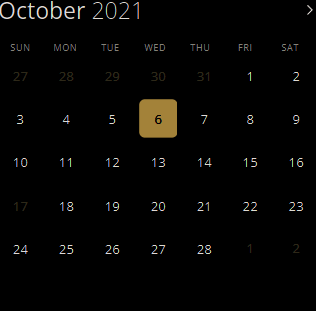 October 2021 >
SUN MON TUE WED THU FRI SAT
27 28 29 30 31 1 2
3 4 5 6 7 8 9
10 11 12 13 14 15 16
17 18 19 20 21 22 23
24 25 26 27 28 1 2